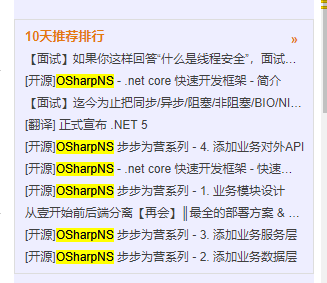 10天推荐排行 »
【面试】如果你这样回答“什么是线程安全”，面试…
[开源]OSharpNS - .net core 快速开发框架 - 简介
【面试】迄今为止把同步/异步/阻塞/非阻塞/BIO/NI…
[翻译] 正式宣布 .NET 5
[开源]OSharpNS 步步为营系列 - 4. 添加业务对外API
[开源]OSharpNS - .net core 快速开发框架 - 快速…
[开源]OSharpNS 步步为营系列 - 1. 业务模块设计
从壹开始前后端分离【再会】║最全的部署方案 & …
[开源]OSharpNS 步步为营系列 - 3. 添加业务服务层
[开源]OSharpNS 步步为营系列 - 2. 添加业务数据层